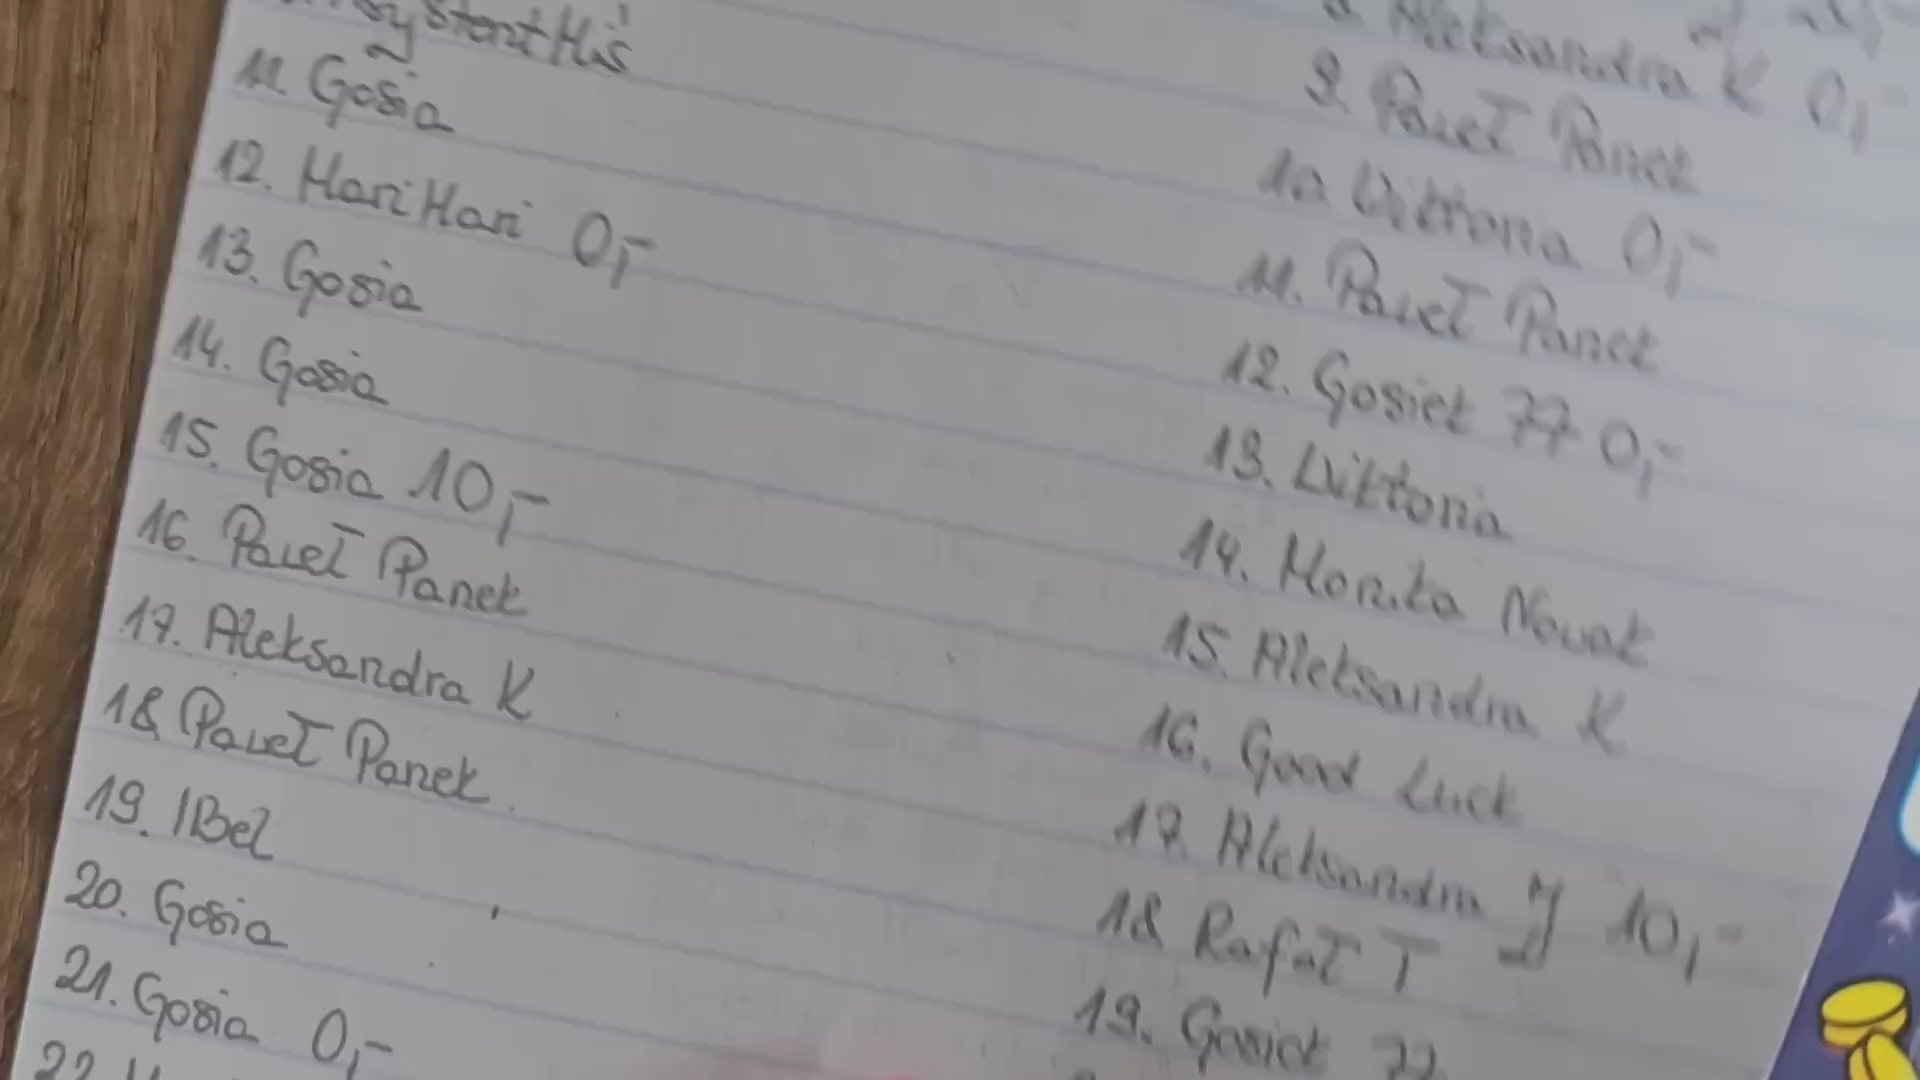 11. Gosia
12. HariHari 0,-
13. Gosia
14. Gosia
15. Gosia 10,-
16. Paweł Panek
17. Aleksandra K
18 Paweł Panek
19. IBel
20. Gosia
21. Gosia 0,-
22.
Aleksandra K 0,-
9. Paweł Panek
10 Wiktoria 0,-
11. Paweł Panek
12. Gosiek 77 0,-
13. Wiktoria
14. Monika Nowak
15. Aleksandra K
16. Good Luck
17 Aleksandra J 10,-
18 Rafał T
19. Gosiek 77